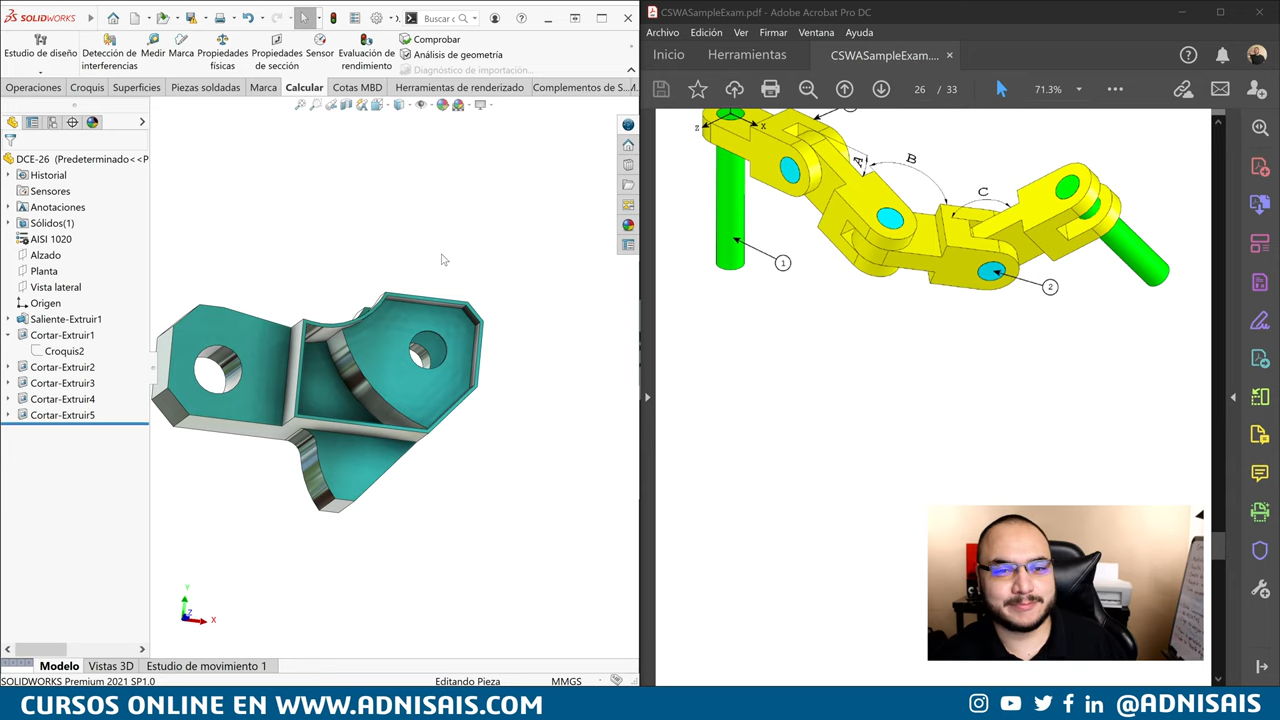 SOLIDWORKS
Buscar c
Estudio de diseño
Detección de interferencias
Medir
Marca
Propiedades físicas
Propiedades de sección
Sensor
Evaluación de rendimiento
Comprobar
Análisis de geometría
Diagnóstico de importación...
Operaciones
Croquis
Superficies
Piezas soldadas
Marca
Calcular
Cotas MBD
Herramientas de renderizado
Complementos de S...
DCE-26 (Predeterminado<<P
Historial
Sensores
Anotaciones
Sólidos(1)
AISI 1020
Alzado
Planta
Vista lateral
Origen
Saliente-Extruir1
Cortar-Extruir1
Croquis2
Cortar-Extruir2
Cortar-Extruir3
Cortar-Extruir4
Cortar-Extruir5
Y
Z
X
Modelo
Vistas 3D
Estudio de movimiento 1
SOLIDWORKS Premium 2021 SP1.0
Editando Pieza
MMGS
CSWASampleExam.pdf - Adobe Acrobat Pro DC
Archivo
Edición
Ver
Firmar
Ventana
Ayuda
Inicio
Herramientas
CSWASampleExam....
26 / 33
71.3%
Z
X
A
B
C
1
2
CURSOS ONLINE EN WWW.ADNISAIS.COM
@ADNISAIS